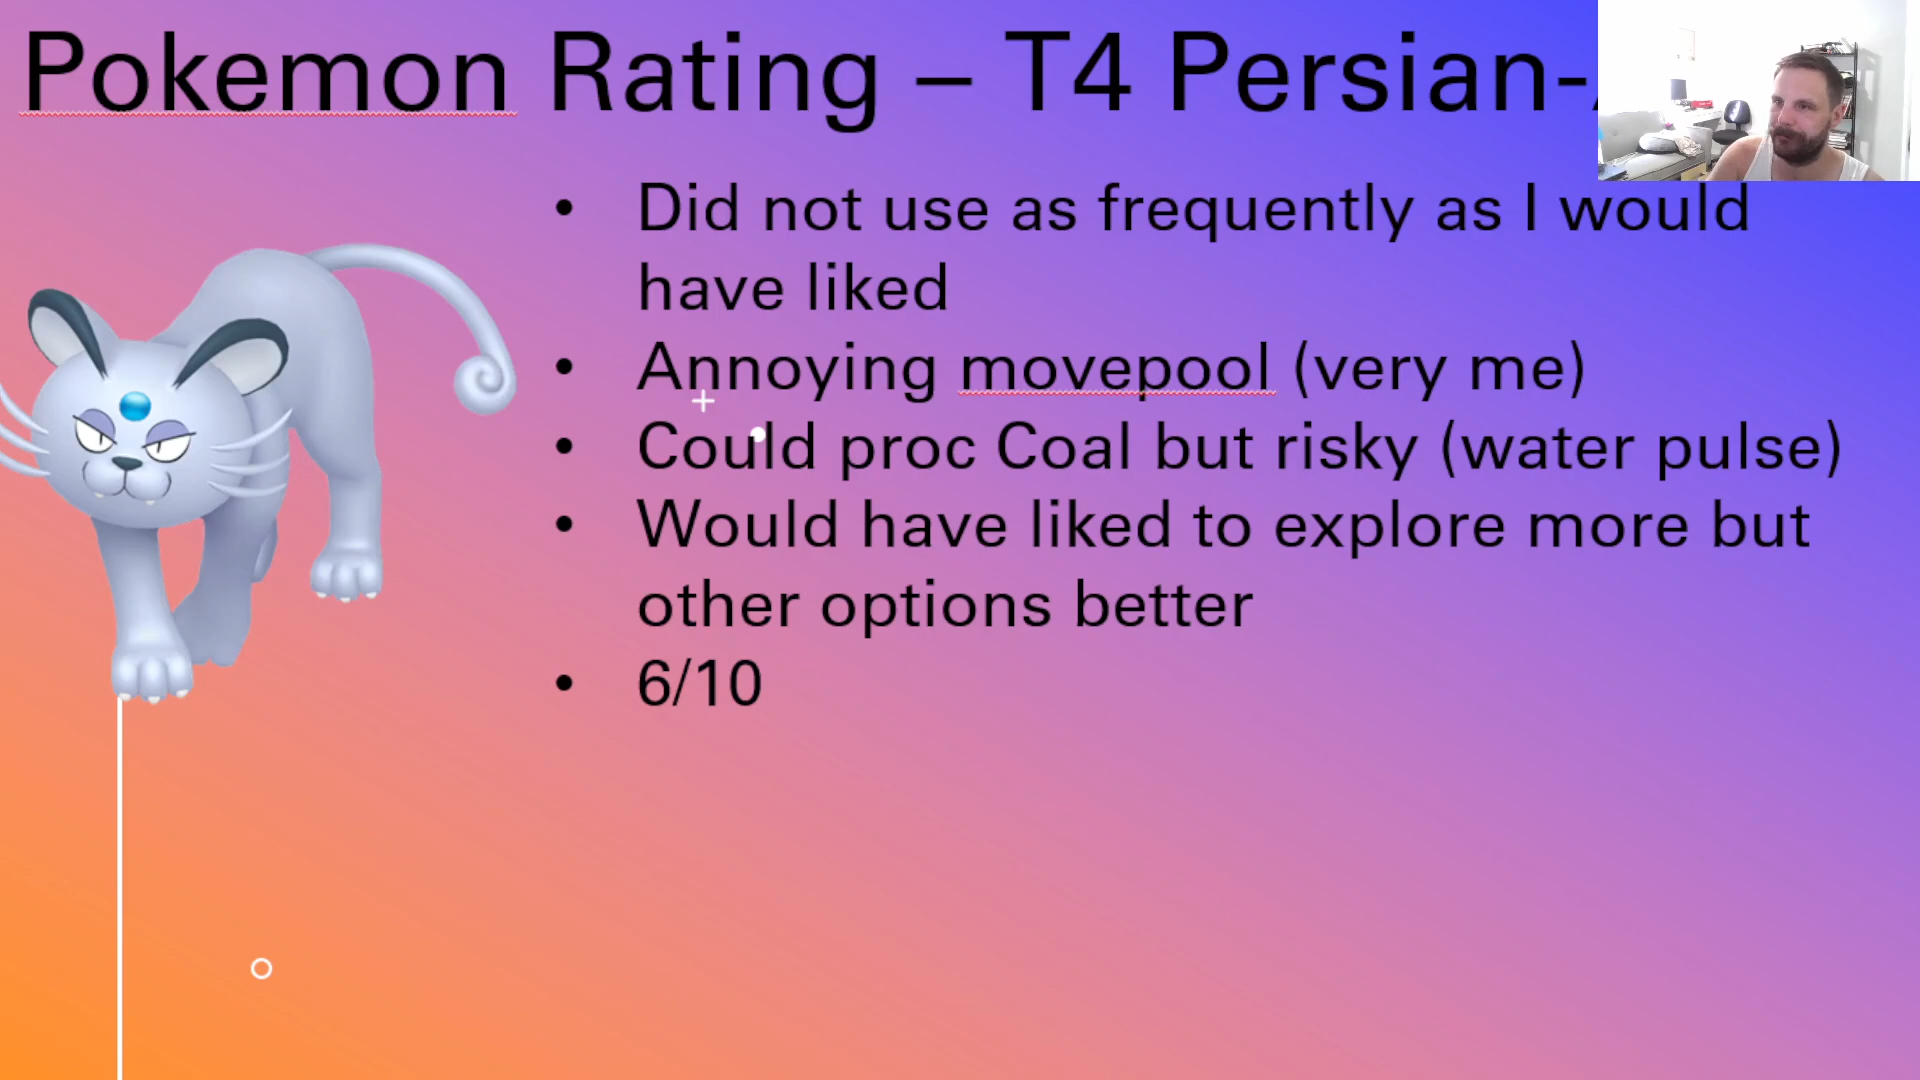 Pokemon Rating – T4 Persian-
• Did not use as frequently as I would
have liked
• Annoying movepool (very me)
• Could proc Coal but risky (water pulse)
• Would have liked to explore more but
other options better
• 6/10